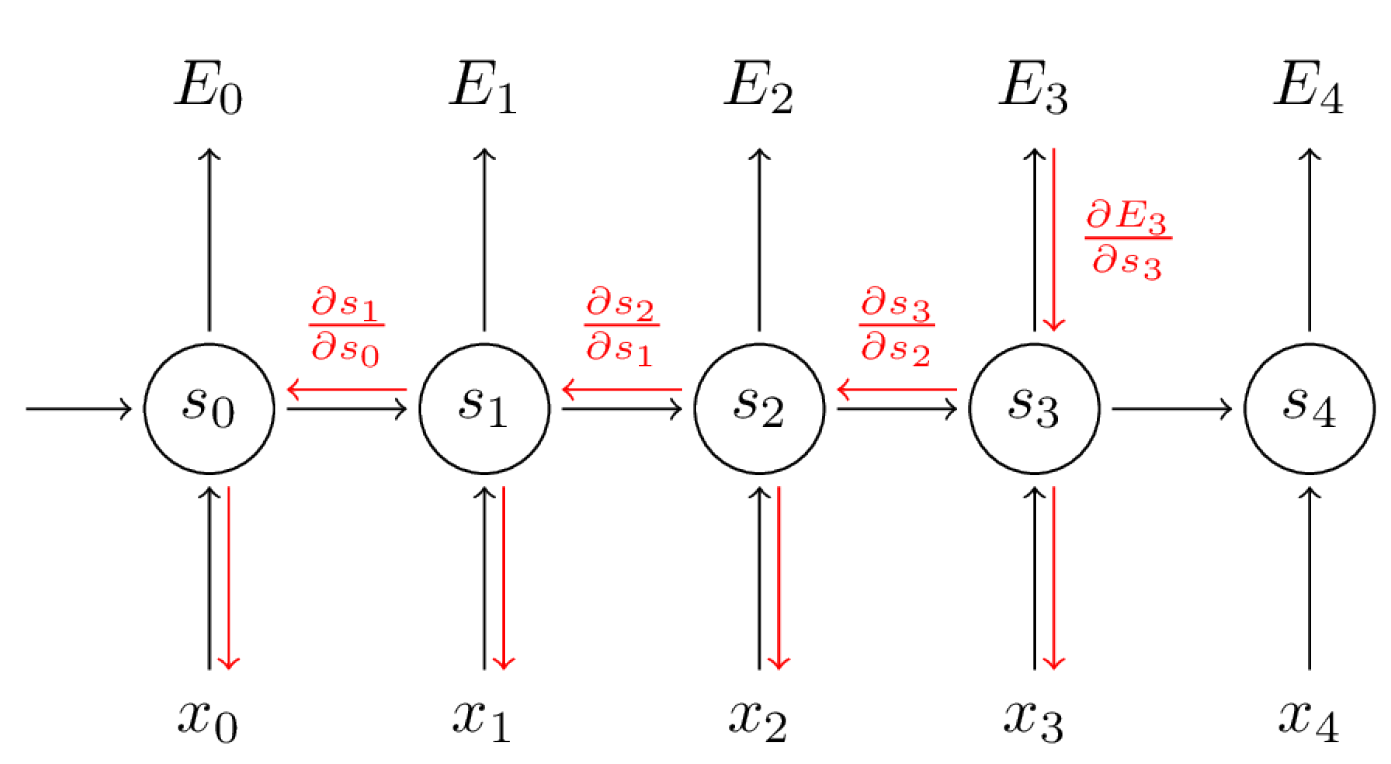 E₀ E₁ E₂ E₃ E₄
∂E₃/∂s₃
∂s₁/∂s₀ ∂s₂/∂s₁ ∂s₃/∂s₂
s₀ s₁ s₂ s₃ s₄
x₀ x₁ x₂ x₃ x₄